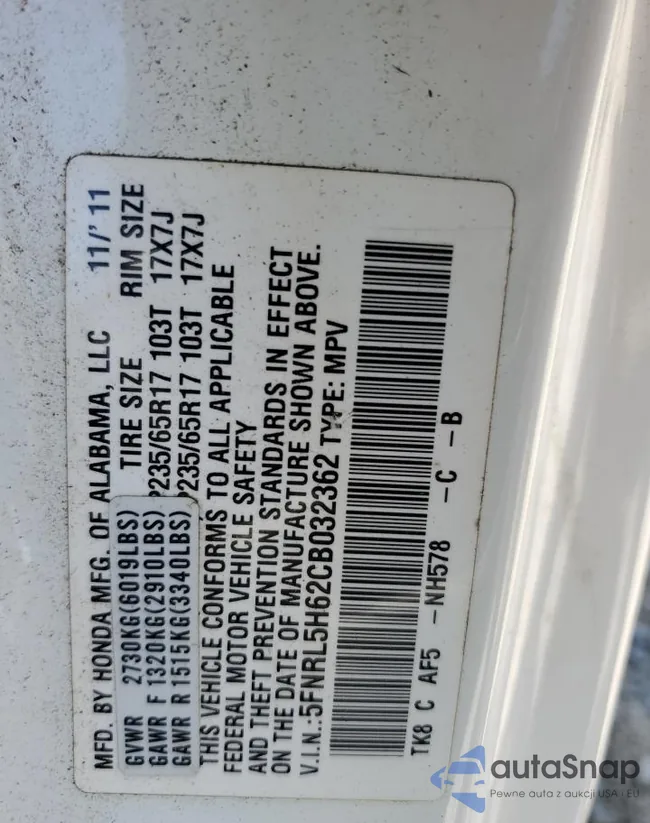 MFD. BY HONDA MFG. OF ALABAMA, LLC 11/'11
GVWR 2730KG(6019LBS) TIRE SIZE RIM SIZE
GAWR F 1320KG(2910LBS) P235/65R17 103T 17X7J
GAWR R 1515KG(3340LBS) P235/65R17 103T 17X7J
THIS VEHICLE CONFORMS TO ALL APPLICABLE
FEDERAL MOTOR VEHICLE SAFETY
AND THEFT PREVENTION STANDARDS IN EFFECT
ON THE DATE OF MANUFACTURE SHOWN ABOVE.
V.I.N.:5FNRL5H62CB032362 TYPE: MPV
TK8 C AF5 -NH578 -C -B
autaSnap
Pewne auta z aukcji USA i EU